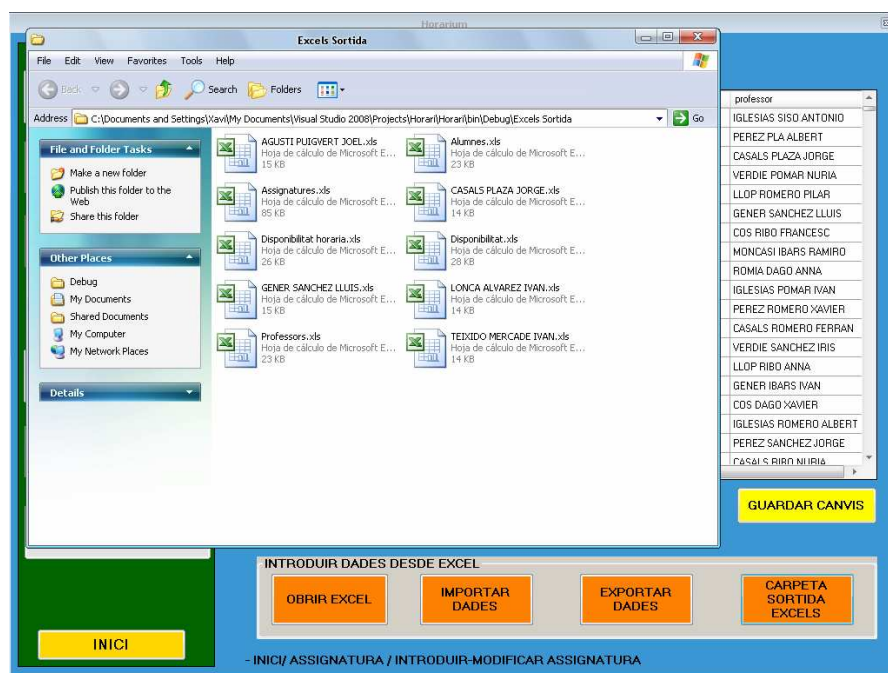 Horarium
Excels Sortida
File Edit View Favorites Tools Help
Back Search Folders
Address C:\Documents and Settings\Xavi\My Documents\Visual Studio 2008\Projects\Horari\Horari\bin\Debug\Excels Sortida Go
File and Folder Tasks
Make a new folder
Publish this folder to the
Web
Share this folder
Other Places
Debug
My Documents
Shared Documents
My Computer
My Network Places
Details
AGUSTI PUIGVERT JOEL.xls
Hoja de cálculo de Microsoft E...
15 KB
Alumnes.xls
Hoja de cálculo de Microsoft E...
23 KB
Assignatures.xls
Hoja de cálculo de Microsoft E...
85 KB
CASALS PLAZA JORGE.xls
Hoja de cálculo de Microsoft E...
14 KB
Disponibilitat horaria.xls
Hoja de cálculo de Microsoft E...
26 KB
Disponibilitat.xls
Hoja de cálculo de Microsoft E...
28 KB
GENER SANCHEZ LLUIS.xls
Hoja de cálculo de Microsoft E...
15 KB
LONCA ALVAREZ IVAN.xls
Hoja de cálculo de Microsoft E...
14 KB
Professors.xls
Hoja de cálculo de Microsoft E...
23 KB
TEIXIDO MERCADE IVAN.xls
Hoja de cálculo de Microsoft E...
14 KB
professor
IGLESIAS SISO ANTONIO
PEREZ PLA ALBERT
CASALS PLAZA JORGE
VERDIE POMAR NURIA
LLOP ROMERO PILAR
GENER SANCHEZ LLUIS
COS RIBO FRANCESC
MONCASI IBARS RAMIRO
ROMIA DAGO ANNA
IGLESIAS POMAR IVAN
PEREZ ROMERO XAVIER
CASALS ROMERO FERRAN
VERDIE SANCHEZ IRIS
LLOP RIBO ANNA
GENER IBARS IVAN
COS DAGO XAVIER
IGLESIAS ROMERO ALBERT
PEREZ SANCHEZ JORGE
CASALS RIBO NURIA
GUARDAR CANVIS
INTRODUIR DADES DESDE EXCEL
OBRIR EXCEL
IMPORTAR
DADES
EXPORTAR
DADES
CARPETA
SORTIDA
EXCELS
INICI
- INICI/ ASSIGNATURA / INTRODUIR-MODIFICAR ASSIGNATURA